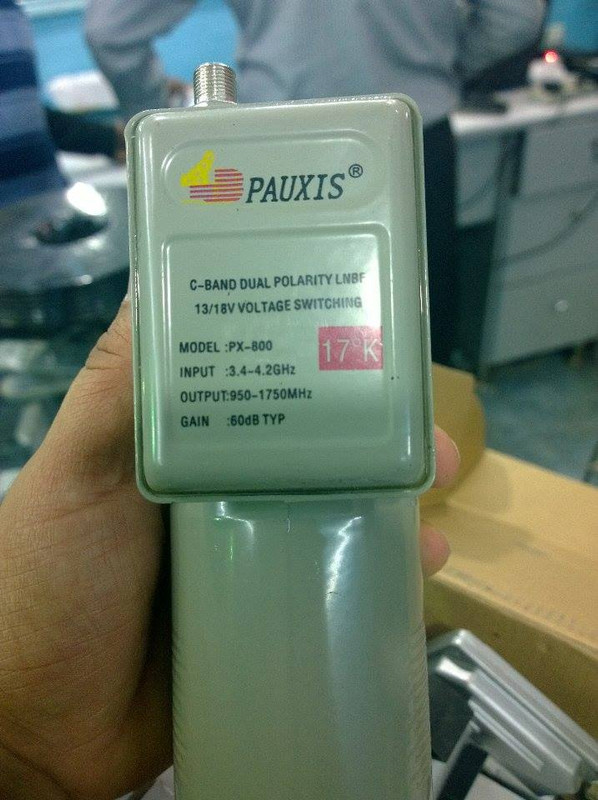 PAUXIS®
C-BAND DUAL POLARITY LNBF
13/18V VOLTAGE SWITCHING
MODEL :PX-800
17°K
INPUT :3.4-4.2GHz
OUTPUT:950-1750MHz
GAIN :60dB TYP